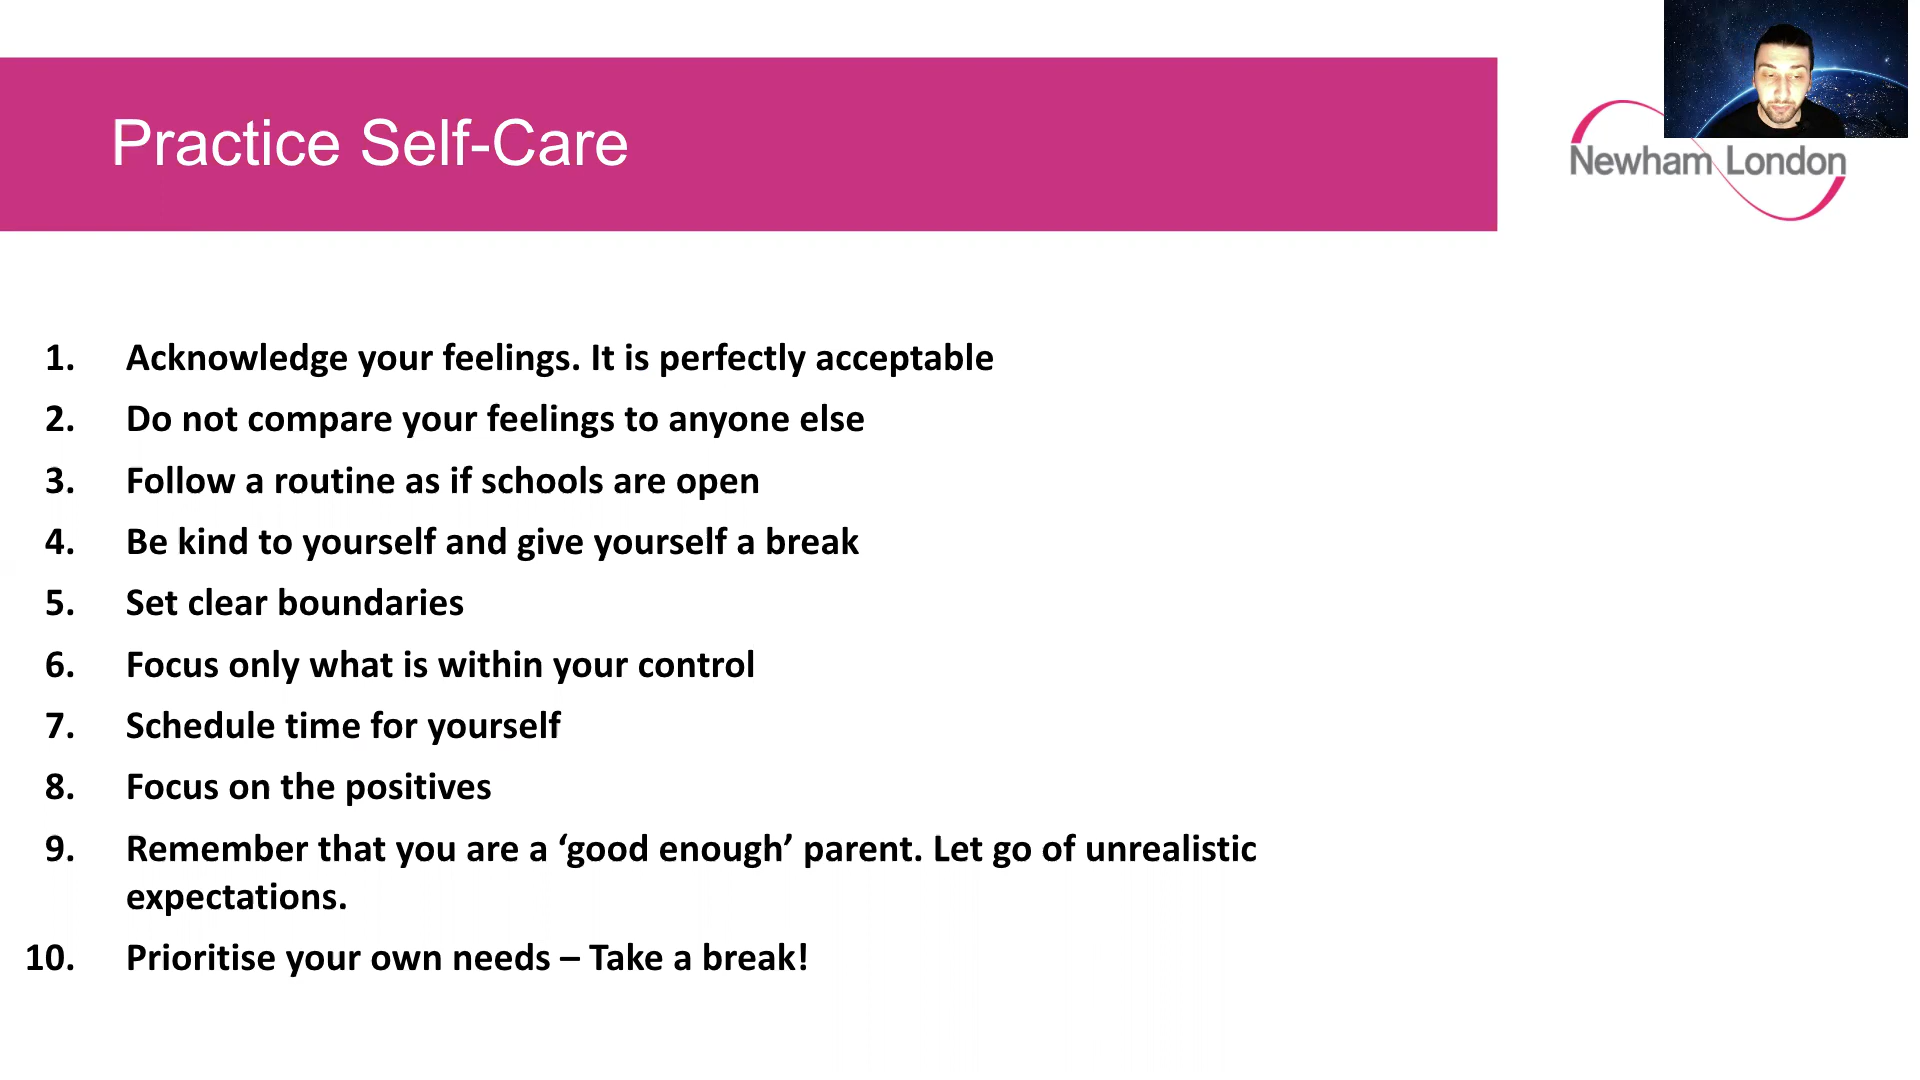 Practice Self-Care
Newham London
1. Acknowledge your feelings. It is perfectly acceptable
2. Do not compare your feelings to anyone else
3. Follow a routine as if schools are open
4. Be kind to yourself and give yourself a break
5. Set clear boundaries
6. Focus only what is within your control
7. Schedule time for yourself
8. Focus on the positives
9. Remember that you are a ‘good enough’ parent. Let go of unrealistic
expectations.
10. Prioritise your own needs – Take a break!